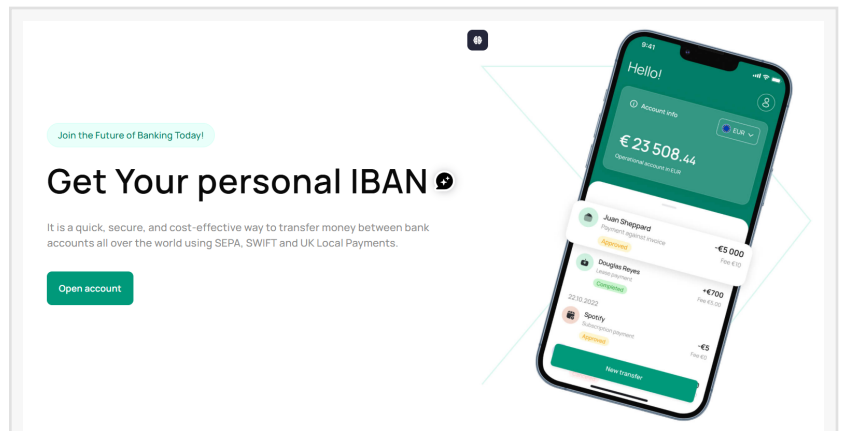 Join the Future of Banking Today!
Get Your personal IBAN
It is a quick, secure, and cost-effective way to transfer money between bank
accounts all over the world using SEPA, SWIFT and UK Local Payments.
Open account
9:41
Hello!
Account info
EUR
€ 23 508.44
Operational account in EUR
Juan Sheppard
Payment against invoice
Approved
-€5 000
Fee €10
Douglas Reyes
Lease payment
Completed
+€700
Fee €5.00
22.10.2022
Spotify
Subscription payment
Approved
-€5
Fee €0
New transfer